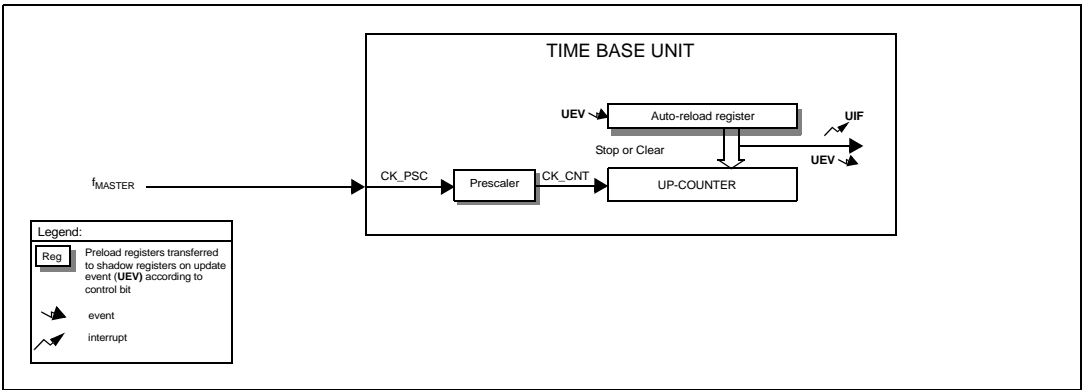 TIME BASE UNIT
UEV
Auto-reload register
UIF
Stop or Clear
UEV
fMASTER
CK_PSC
Prescaler
CK_CNT
UP-COUNTER
Legend:
Reg
Preload registers transferred
to shadow registers on update
event (UEV) according to
control bit
event
interrupt